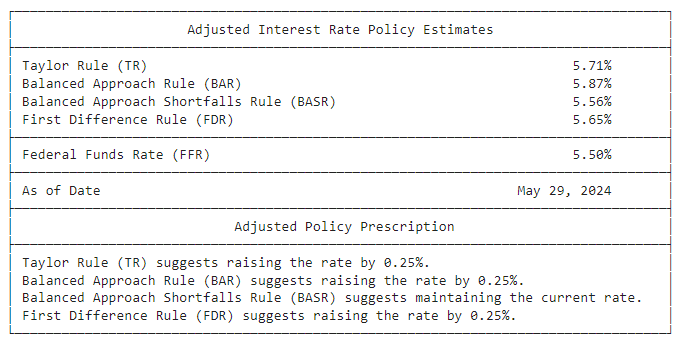 Adjusted Interest Rate Policy Estimates
Taylor Rule (TR) 5.71%
Balanced Approach Rule (BAR) 5.87%
Balanced Approach Shortfalls Rule (BASR) 5.56%
First Difference Rule (FDR) 5.65%
Federal Funds Rate (FFR) 5.50%
As of Date May 29, 2024
Adjusted Policy Prescription
Taylor Rule (TR) suggests raising the rate by 0.25%.
Balanced Approach Rule (BAR) suggests raising the rate by 0.25%.
Balanced Approach Shortfalls Rule (BASR) suggests maintaining the current rate.
First Difference Rule (FDR) suggests raising the rate by 0.25%.